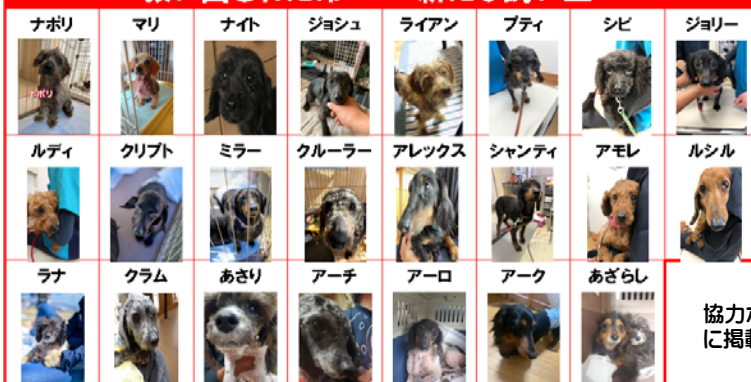 ナポリ マリ ナイト ジョシュ ライアン プティ シビ ジョリー
ナポリ
ルディ クリプト ミラー クルーラー アレックス シャンティ アモレ ルシル
ラナ クラム あさり アーチ アーロ アーク あざらし
協力
に掲載